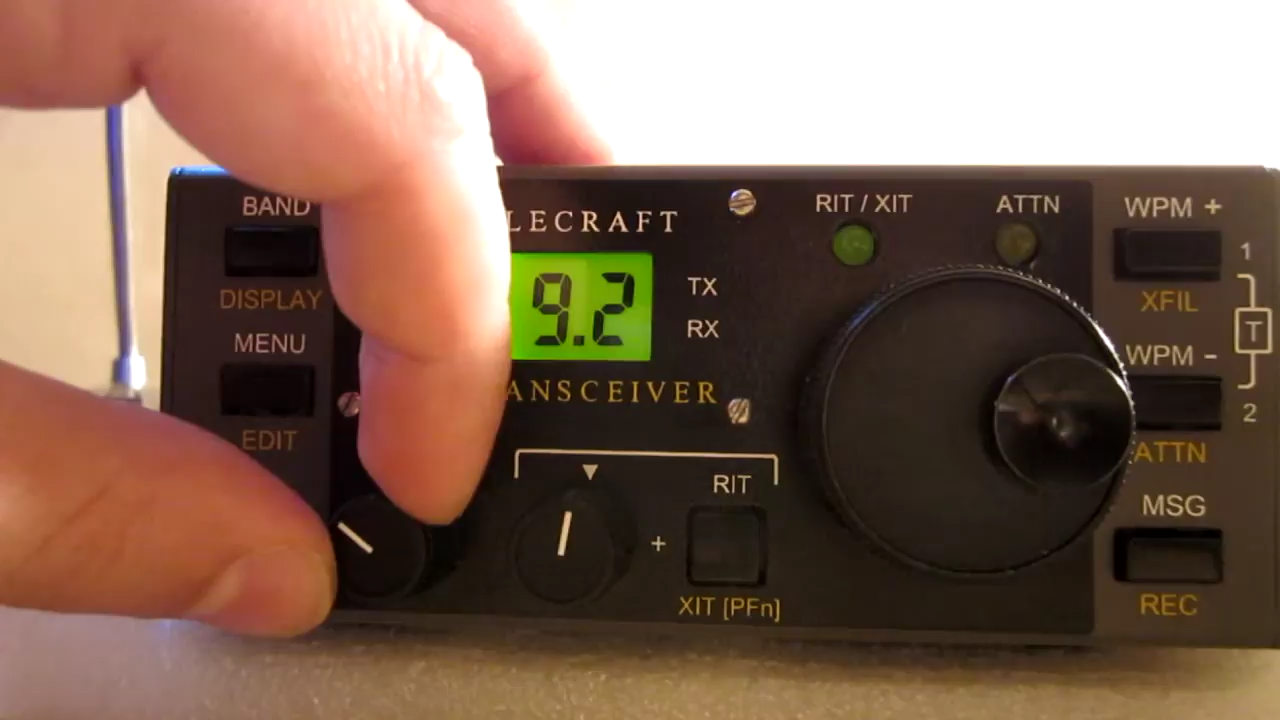 BAND
DISPLAY
MENU
EDIT
LECRAFT
9.2
TX
RX
ANSCEIVER
RIT
+
XIT [PFn]
RIT / XIT
ATTN
WPM +
XFIL
WPM -
ATTN
MSG
REC
1
T
2